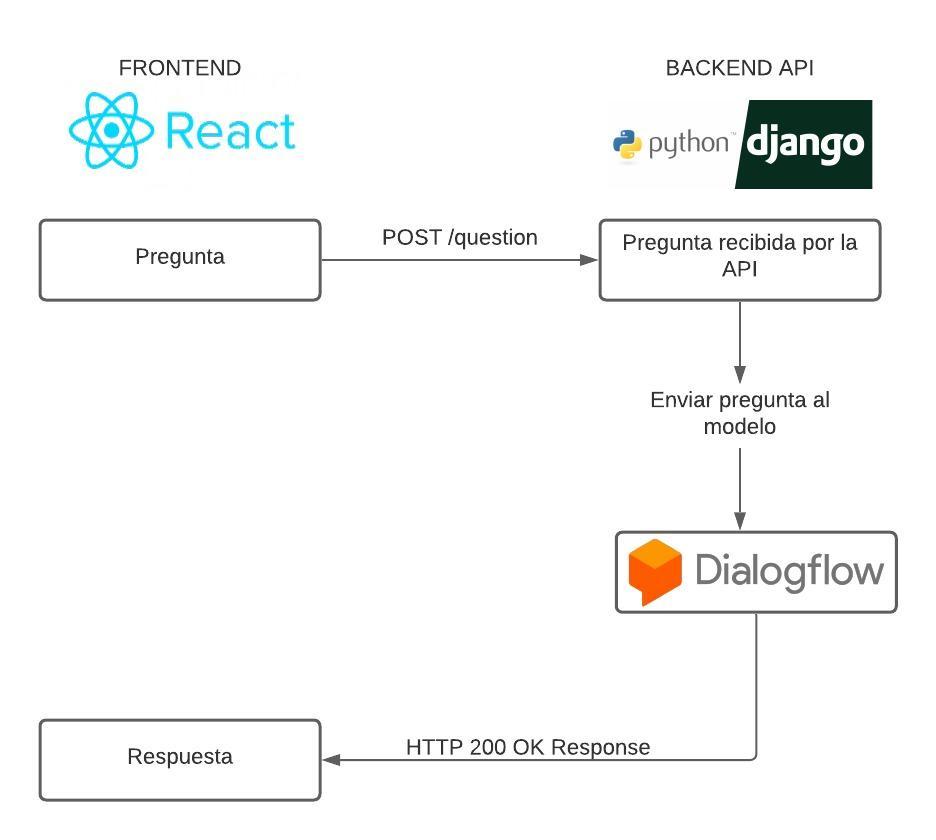 FRONTEND
BACKEND API
React
python™
django
Pregunta
POST /question
Pregunta recibida por la
API
Enviar pregunta al
modelo
Dialogflow
HTTP 200 OK Response
Respuesta